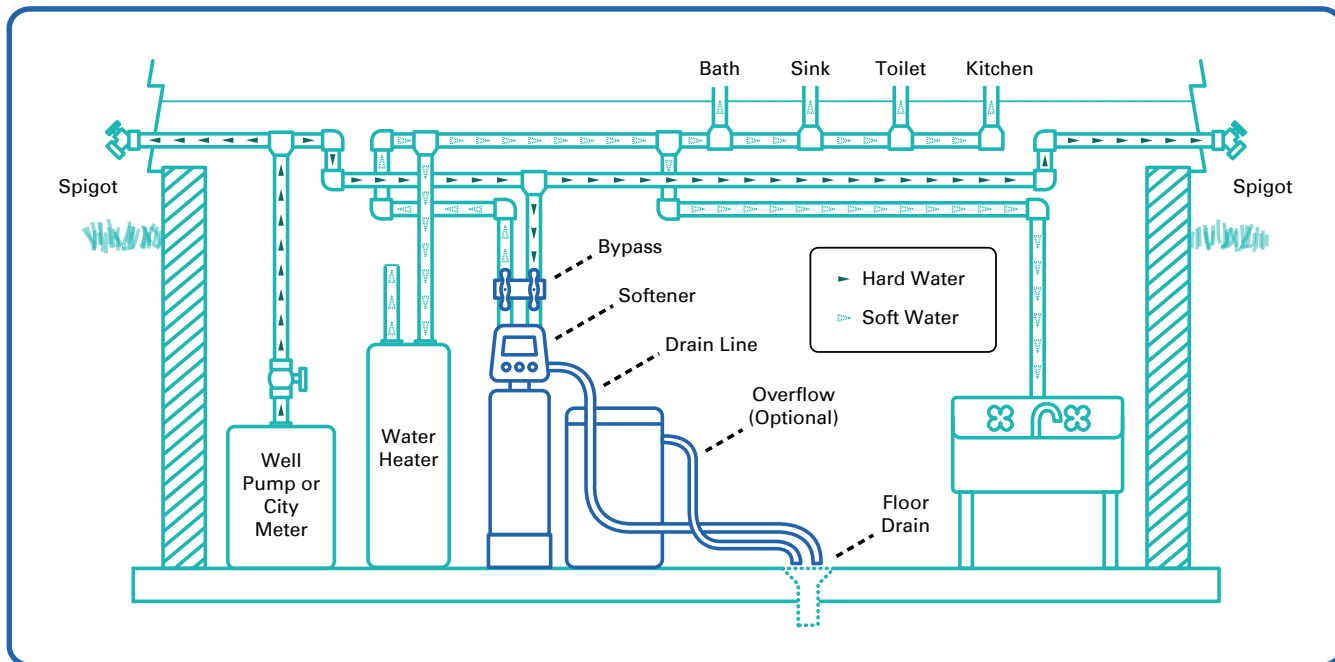 Bath
Sink
Toilet
Kitchen
Spigot
Spigot
Bypass
Softener
Drain Line
Overflow
(Optional)
Hard Water
Soft Water
Well
Pump or
City
Meter
Water
Heater
Floor
Drain